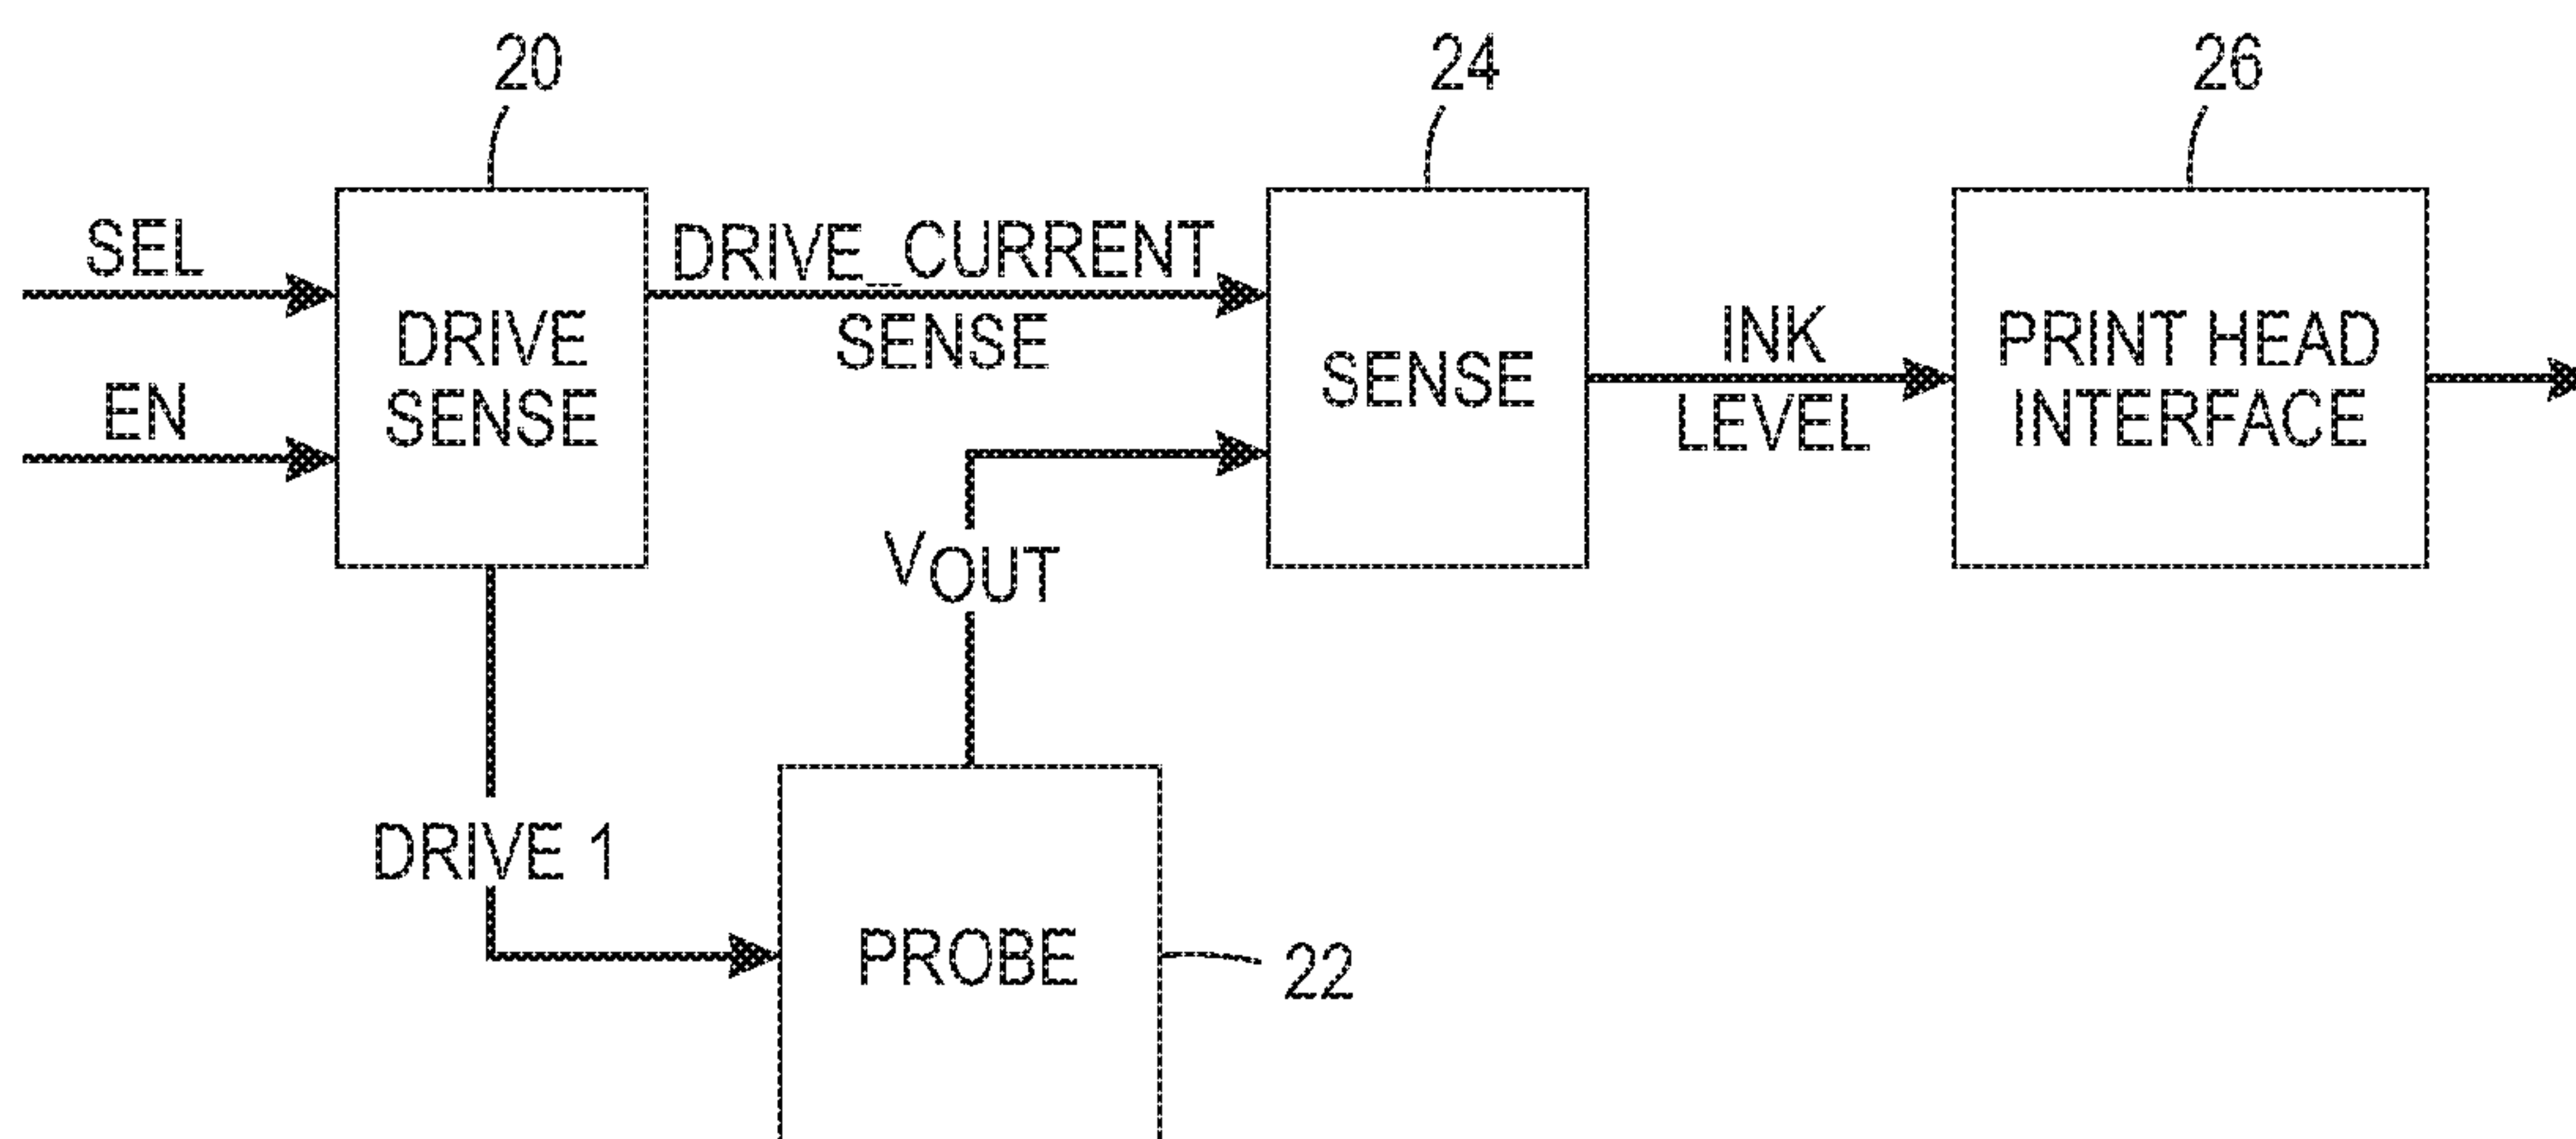 20
24
26
SEL
EN
DRIVE
SENSE
DRIVE_CURRENT
SENSE
SENSE
INK
LEVEL
PRINT HEAD
INTERFACE
VOUT
DRIVE 1
PROBE
22